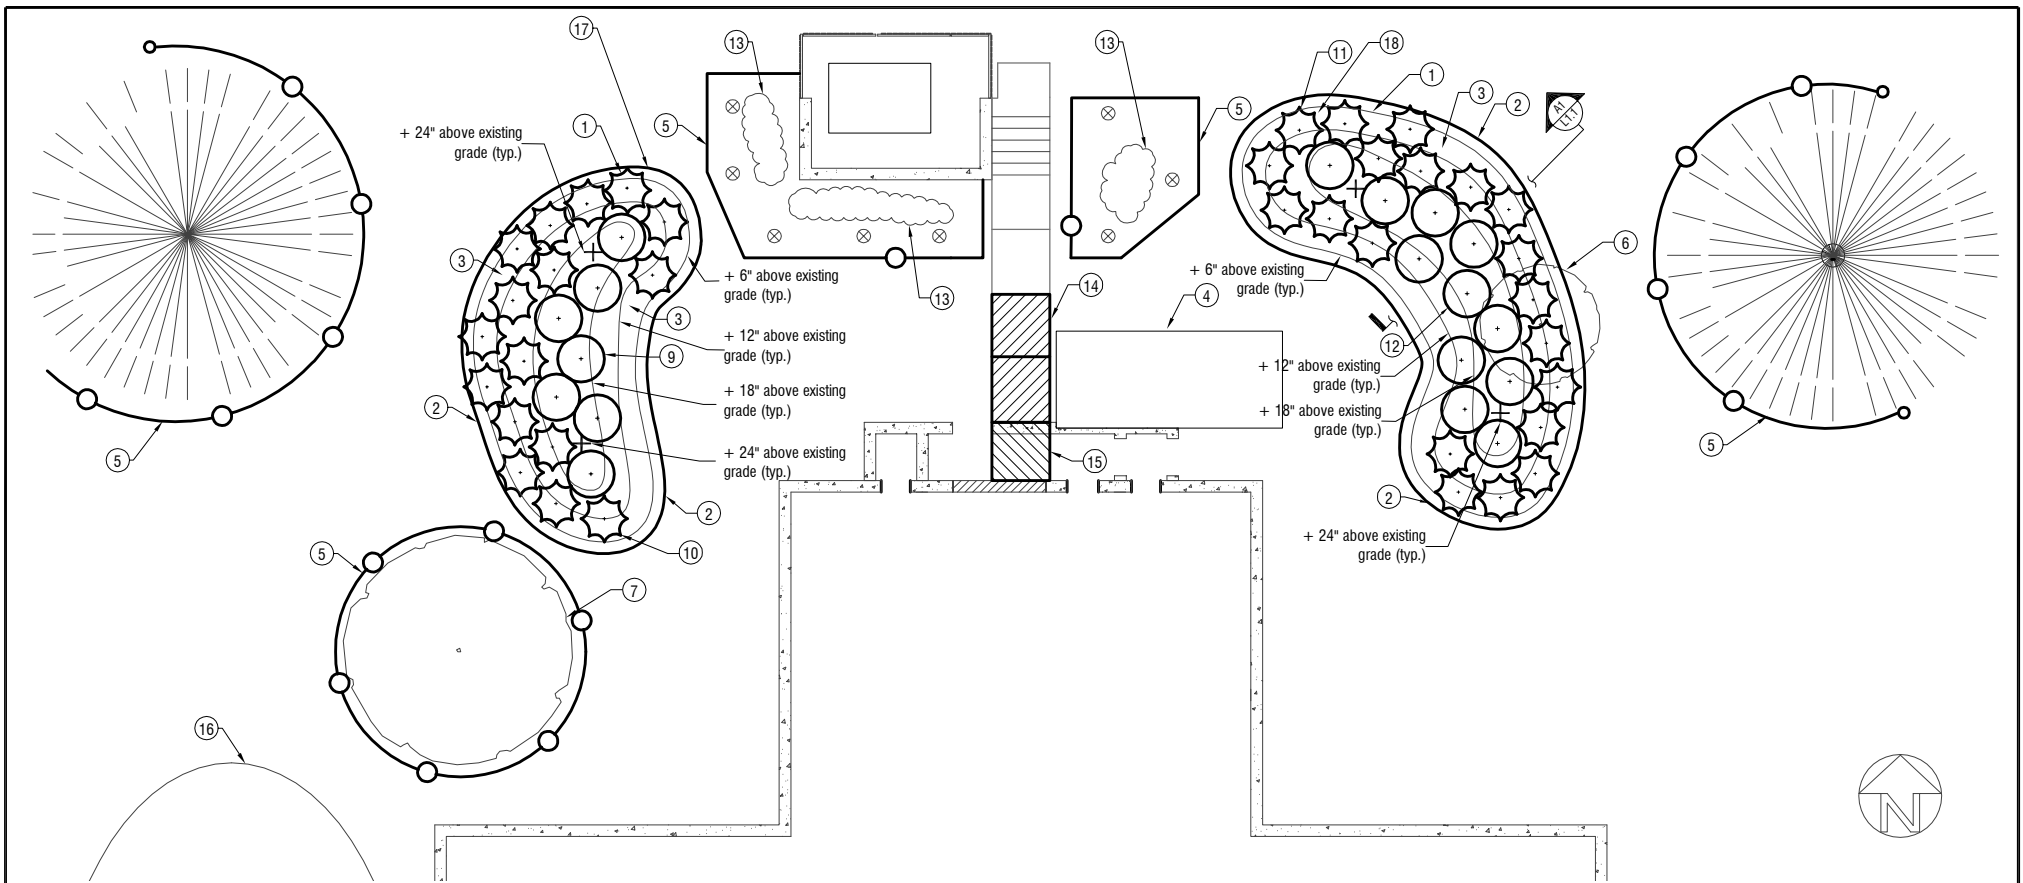 17
13
13
11
18
1
3
2
A1
L1.1
5
5
1
+ 24" above existing
grade (typ.)
3
+ 6" above existing
grade (typ.)
13
3
+ 12" above existing
grade (typ.)
9
+ 18" above existing
grade (typ.)
2
+ 24" above existing
grade (typ.)
2
10
5
5
7
16
14
4
15
+ 6" above existing
grade (typ.)
6
12
+ 12" above existing
grade (typ.)
+ 18" above existing
grade (typ.)
2
+ 24" above existing
grade (typ.)
5
N